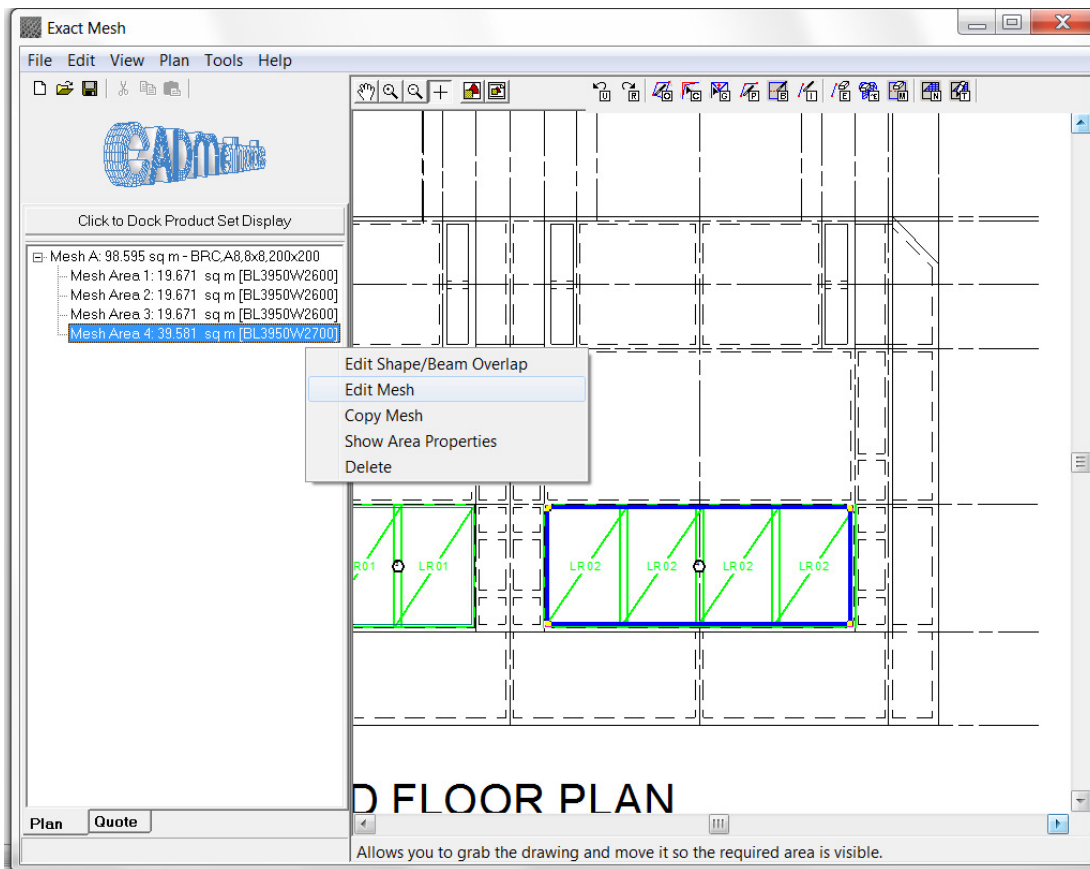 Exact Mesh
File Edit View Plan Tools Help
CADMethods
U R O C G P B I E E M N T
Click to Dock Product Set Display
Mesh A: 98.595 sq m - BRC,A8,8x8,200x200
Mesh Area 1: 19.671 sq m [BL3950W2600]
Mesh Area 2: 19.671 sq m [BL3950W2600]
Mesh Area 3: 19.671 sq m [BL3950W2600]
Mesh Area 4: 39.581 sq m [BL3950W2700]
Edit Shape/Beam Overlap
Edit Mesh
Copy Mesh
Show Area Properties
Delete
R01 LR01 LR02 LR02 LR02 LR02
D FLOOR PLAN
Plan Quote
Allows you to grab the drawing and move it so the required area is visible.